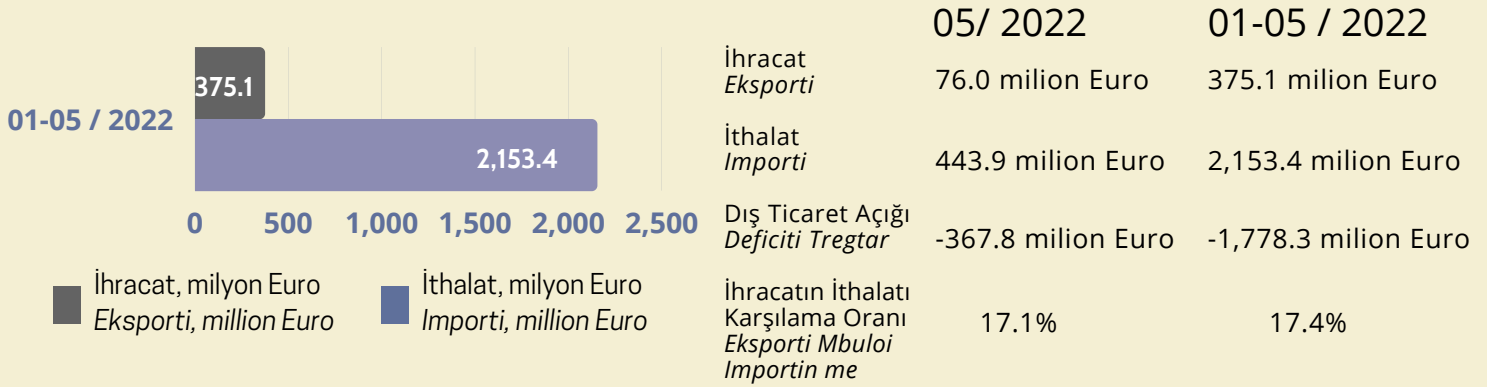 375.1
01-05 / 2022
2,153.4
0 500 1,000 1,500 2,000 2,500
İhracat, milyon Euro
Eksporti, million Euro
İthalat, milyon Euro
Importi, million Euro
05/ 2022 01-05 / 2022
İhracat
Eksporti
76.0 milion Euro 375.1 milion Euro
İthalat
Importi
443.9 milion Euro 2,153.4 milion Euro
Dış Ticaret Açığı
Deficiti Tregtar
-367.8 milion Euro -1,778.3 milion Euro
İhracatın İthalatı
Karşılama Oranı
Eksporti Mbuloi
Importin me
17.1% 17.4%